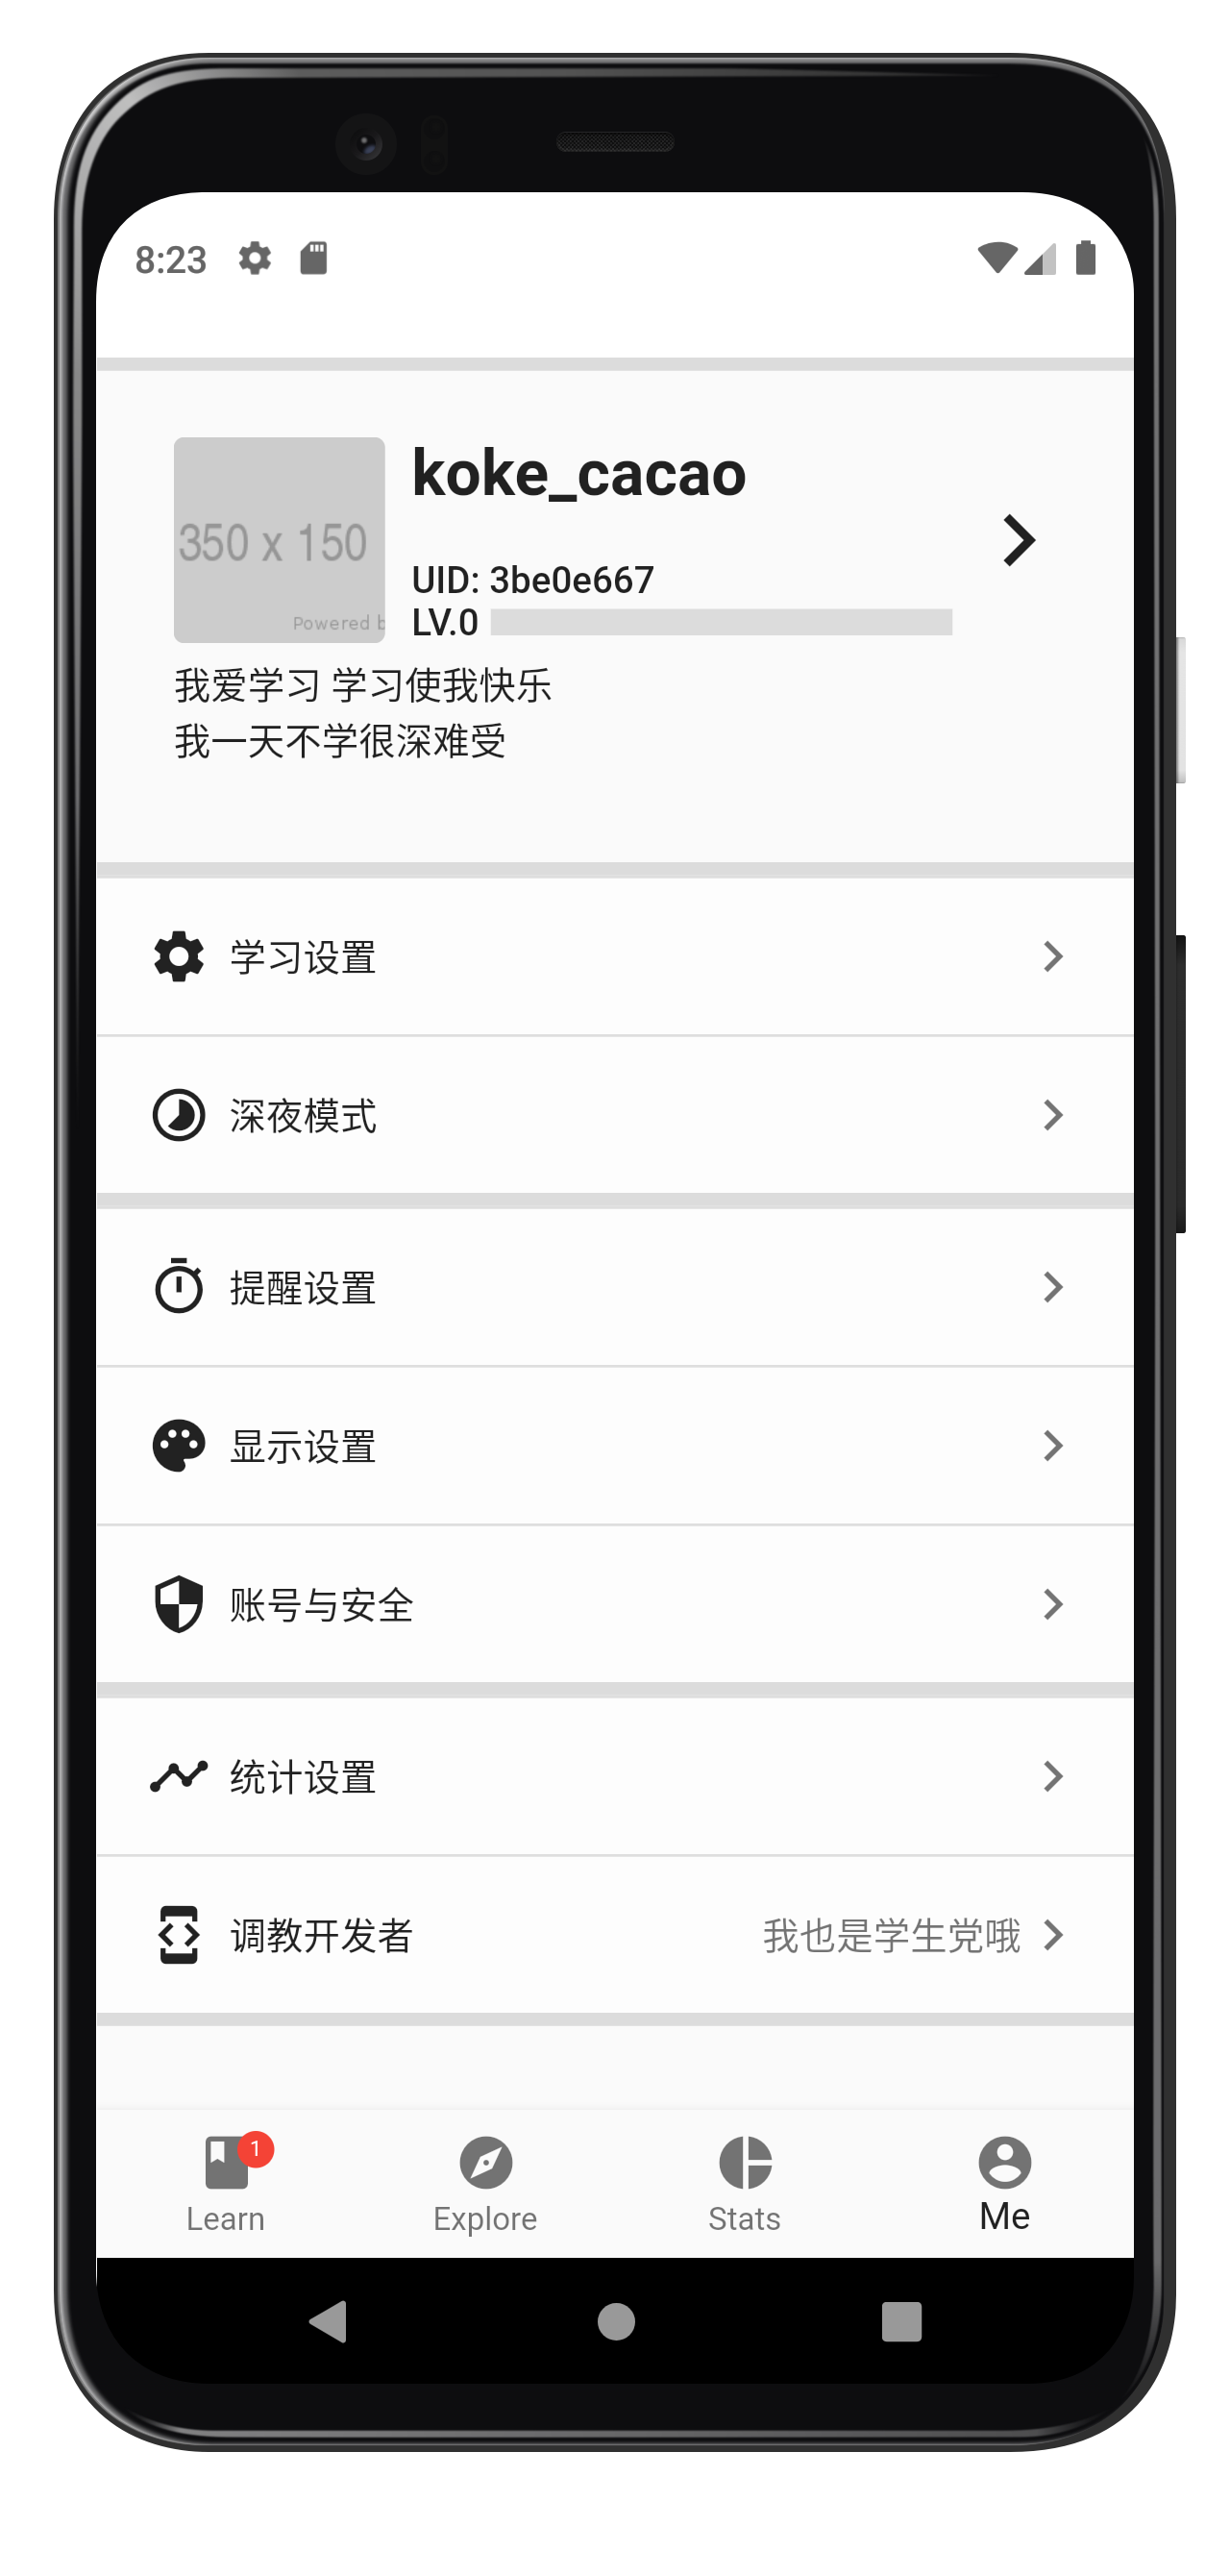 8:23
350 x 150
Powered b
koke_cacao
UID: 3be0e667
LV.0
我爱学习 学习使我快乐
我一天不学很深难受
学习设置
深夜模式
提醒设置
显示设置
账号与安全
统计设置
调教开发者 我也是学生党哦
1
Learn Explore Stats Me